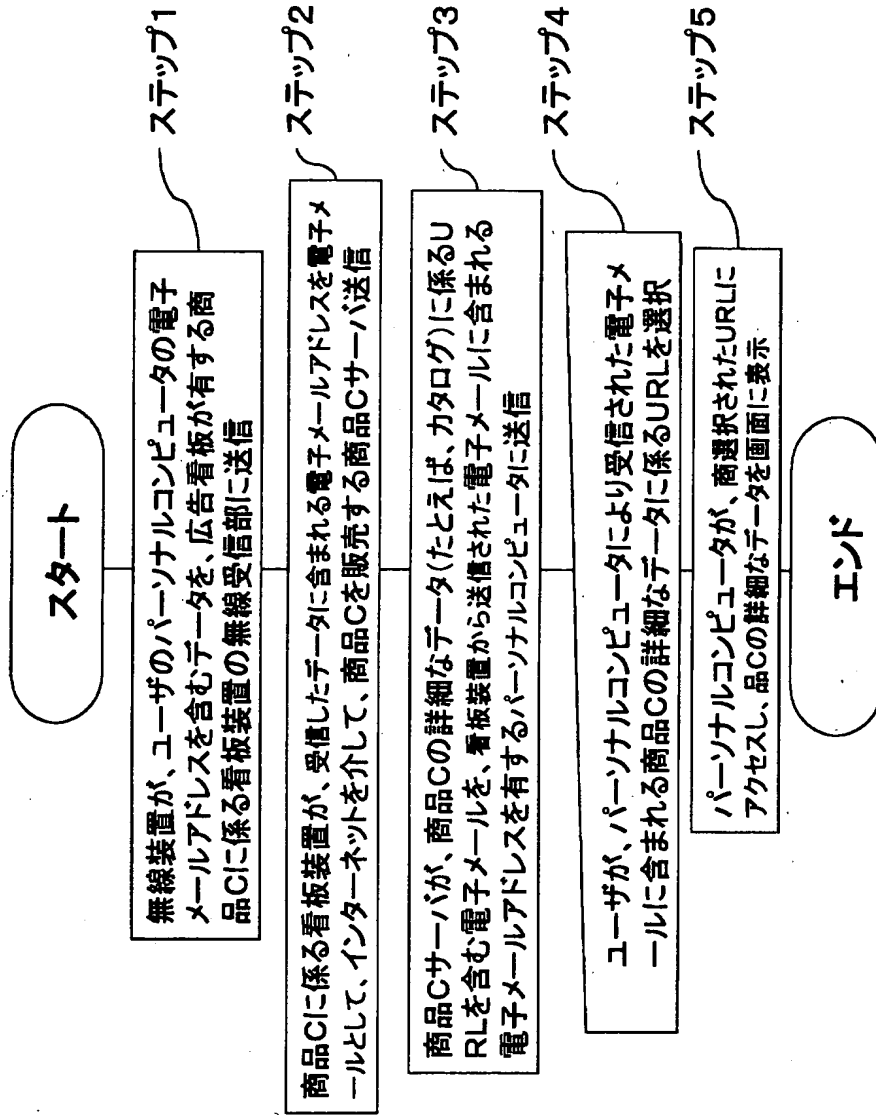 スタート
無線装置が、ユーザのパーソナルコンピュータの電子
メールアドレスを含むデータを、広告看板が有する商
品Cに係る看板装置の無線受信部に送信
ステップ1
商品Cに係る看板装置が、受信したデータに含まれる電子メールアドレスを電子メ
ールとして、インターネットを介して、商品Cを販売する商品Cサーバ送信
ステップ2
商品Cサーバが、商品Cの詳細なデータ(たとえば、カタログ)に係るU
RLを含む電子メールを、看板装置から送信された電子メールに含まれる
電子メールアドレスを有するパーソナルコンピュータに送信
ステップ3
ユーザが、パーソナルコンピュータにより受信された電子メ
ールに含まれる商品Cの詳細なデータに係るURLを選択
ステップ4
パーソナルコンピュータが、商選択されたURLに
アクセスし、品Cの詳細なデータを画面に表示
ステップ5
エンド